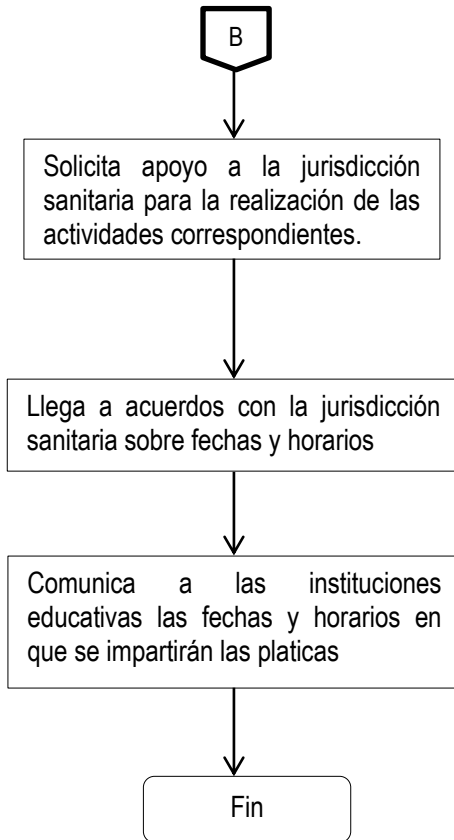 B
Solicita apoyo a la jurisdicción
sanitaria para la realización de las
actividades correspondientes.
Llega a acuerdos con la jurisdicción
sanitaria sobre fechas y horarios
Comunica a las instituciones
educativas las fechas y horarios en
que se impartirán las platicas
Fin